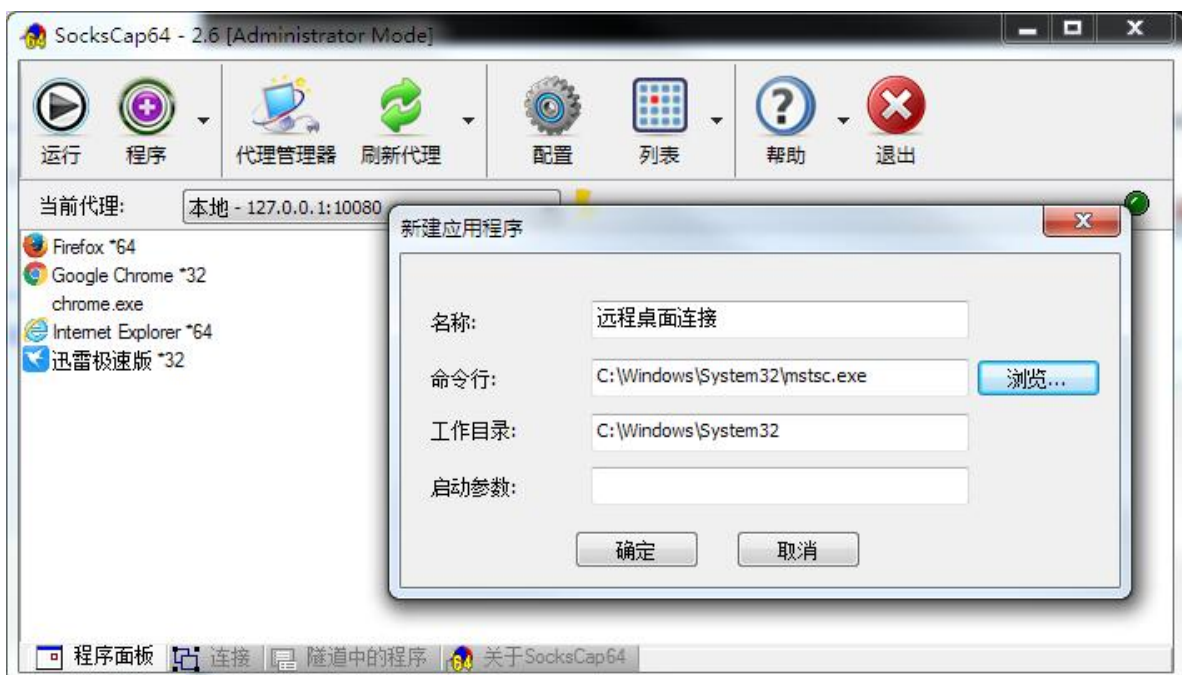 SocksCap64 - 2.6 [Administrator Mode]
运行 程序 代理管理器 刷新代理 配置 列表 帮助 退出
当前代理: 本地 - 127.0.0.1:10080
Firefox *64
Google Chrome *32
chrome.exe
Internet Explorer *64
迅雷极速版 *32
新建应用程序
名称: 远程桌面连接
命令行: C:\Windows\System32\mstsc.exe 浏览...
工作目录: C:\Windows\System32
启动参数:
确定 取消
程序面板 连接 隧道中的程序 关于SocksCap64